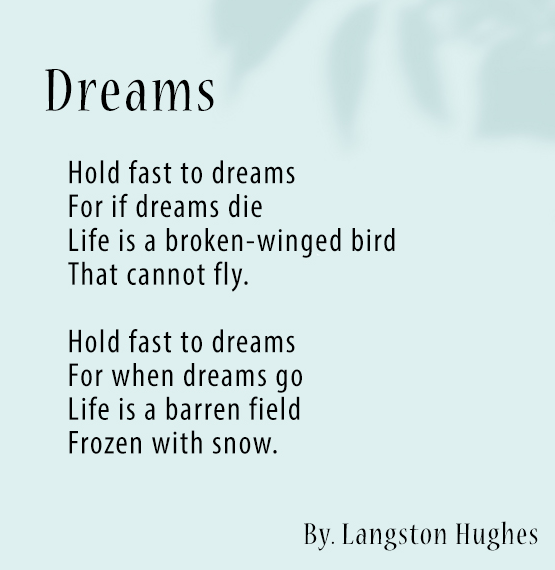 Dreams
Hold fast to dreams
For if dreams die
Life is a broken-winged bird
That cannot fly.
Hold fast to dreams
For when dreams go
Life is a barren field
Frozen with snow.
By. Langston Hughes